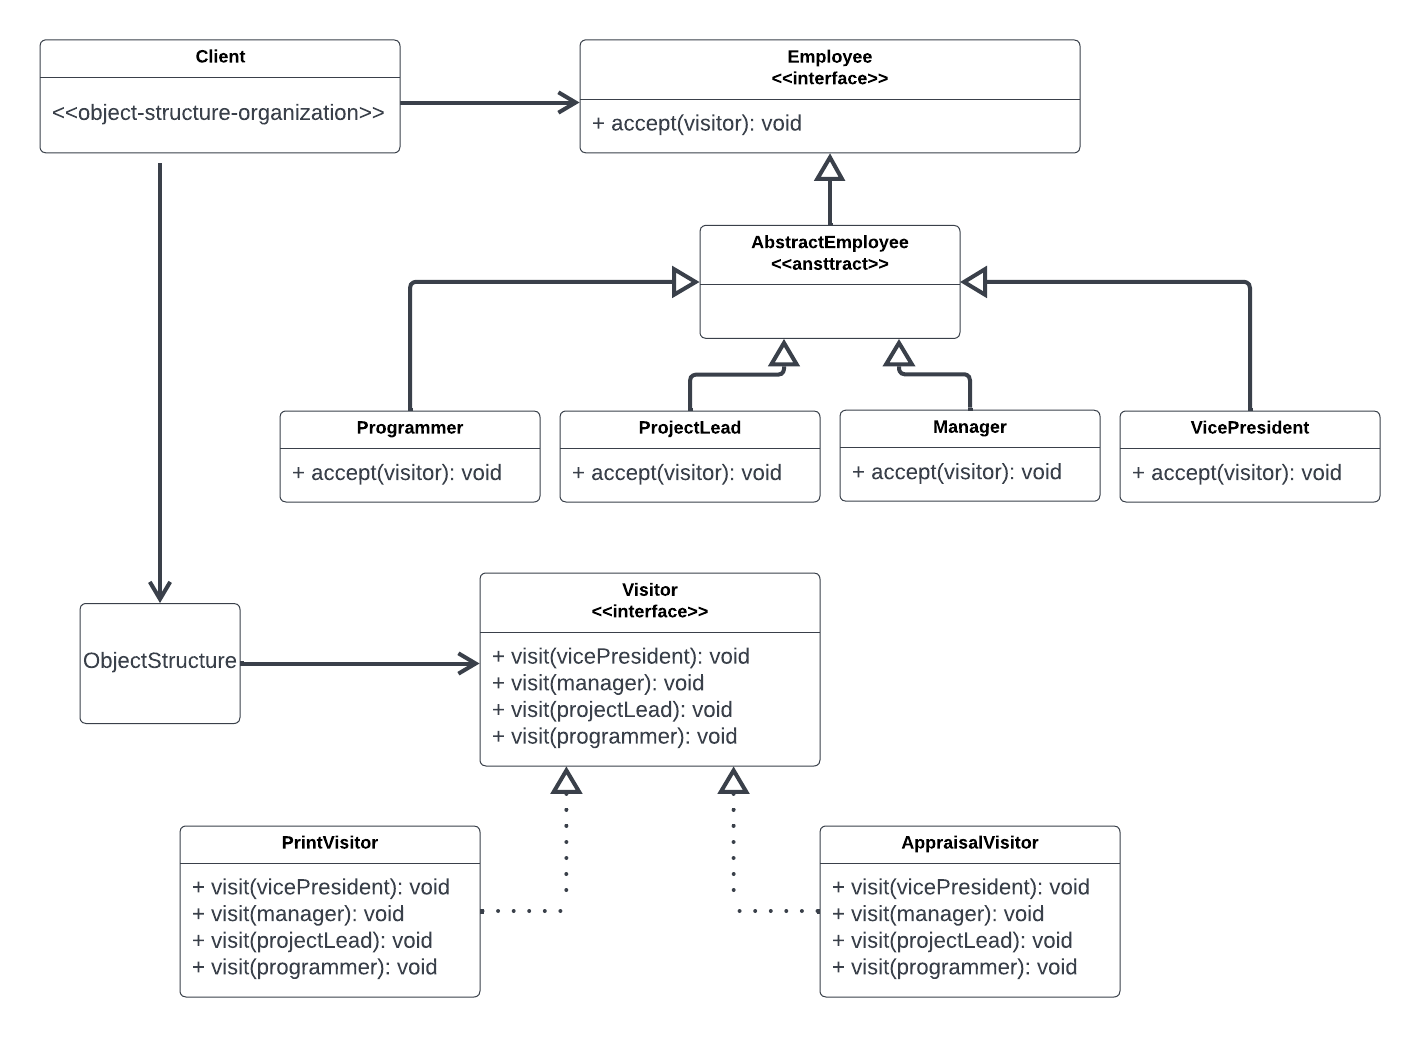 Client
<<object-structure-organization>>
Employee
<<interface>>
+ accept(visitor): void
AbstractEmployee
<<ansttract>>
Programmer
+ accept(visitor): void
ProjectLead
+ accept(visitor): void
Manager
+ accept(visitor): void
VicePresident
+ accept(visitor): void
ObjectStructure
Visitor
<<interface>>
+ visit(vicePresident): void
+ visit(manager): void
+ visit(projectLead): void
+ visit(programmer): void
PrintVisitor
+ visit(vicePresident): void
+ visit(manager): void
+ visit(projectLead): void
+ visit(programmer): void
AppraisalVisitor
+ visit(vicePresident): void
+ visit(manager): void
+ visit(projectLead): void
+ visit(programmer): void